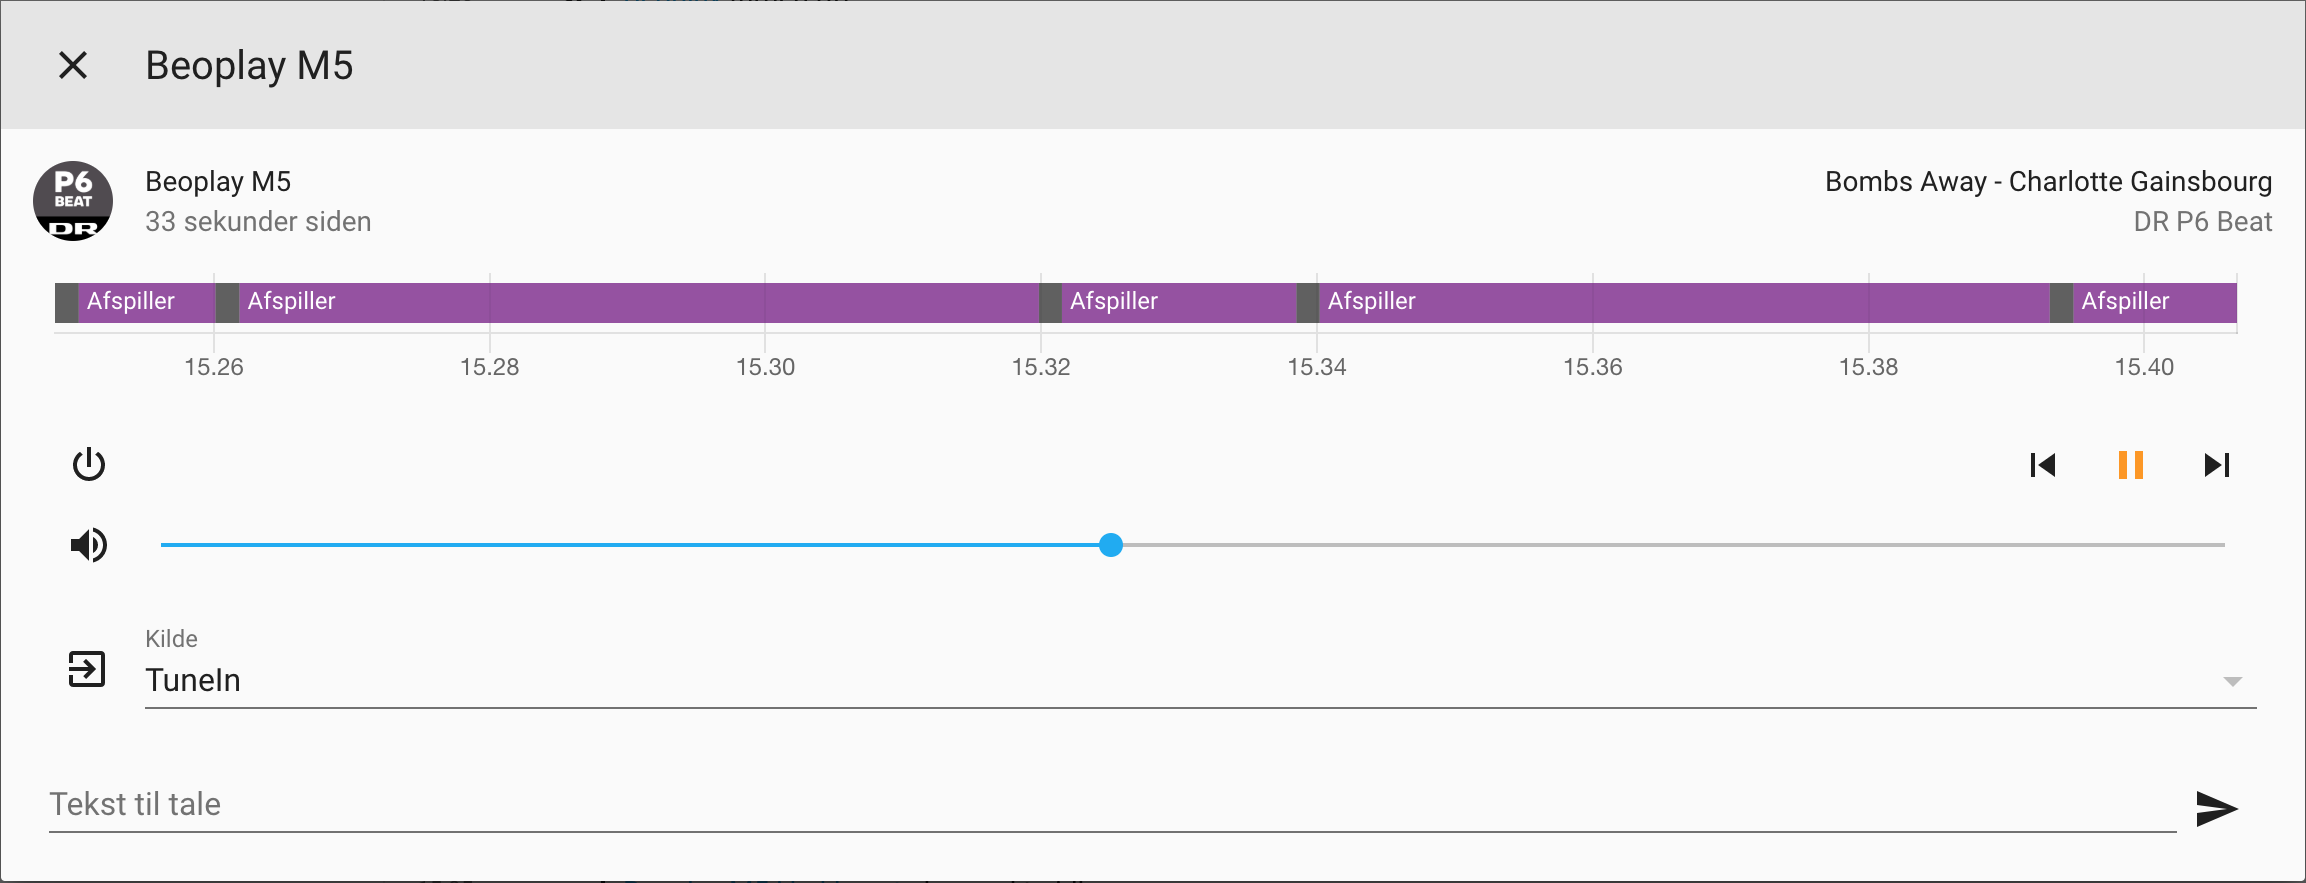 Beoplay M5
P6
BEAT
DR
Beoplay M5
33 sekunder siden
Bombs Away - Charlotte Gainsbourg
DR P6 Beat
Afspiller Afspiller Afspiller Afspiller Afspiller
15.26 15.28 15.30 15.32 15.34 15.36 15.38 15.40
Kilde
TuneIn
Tekst til tale